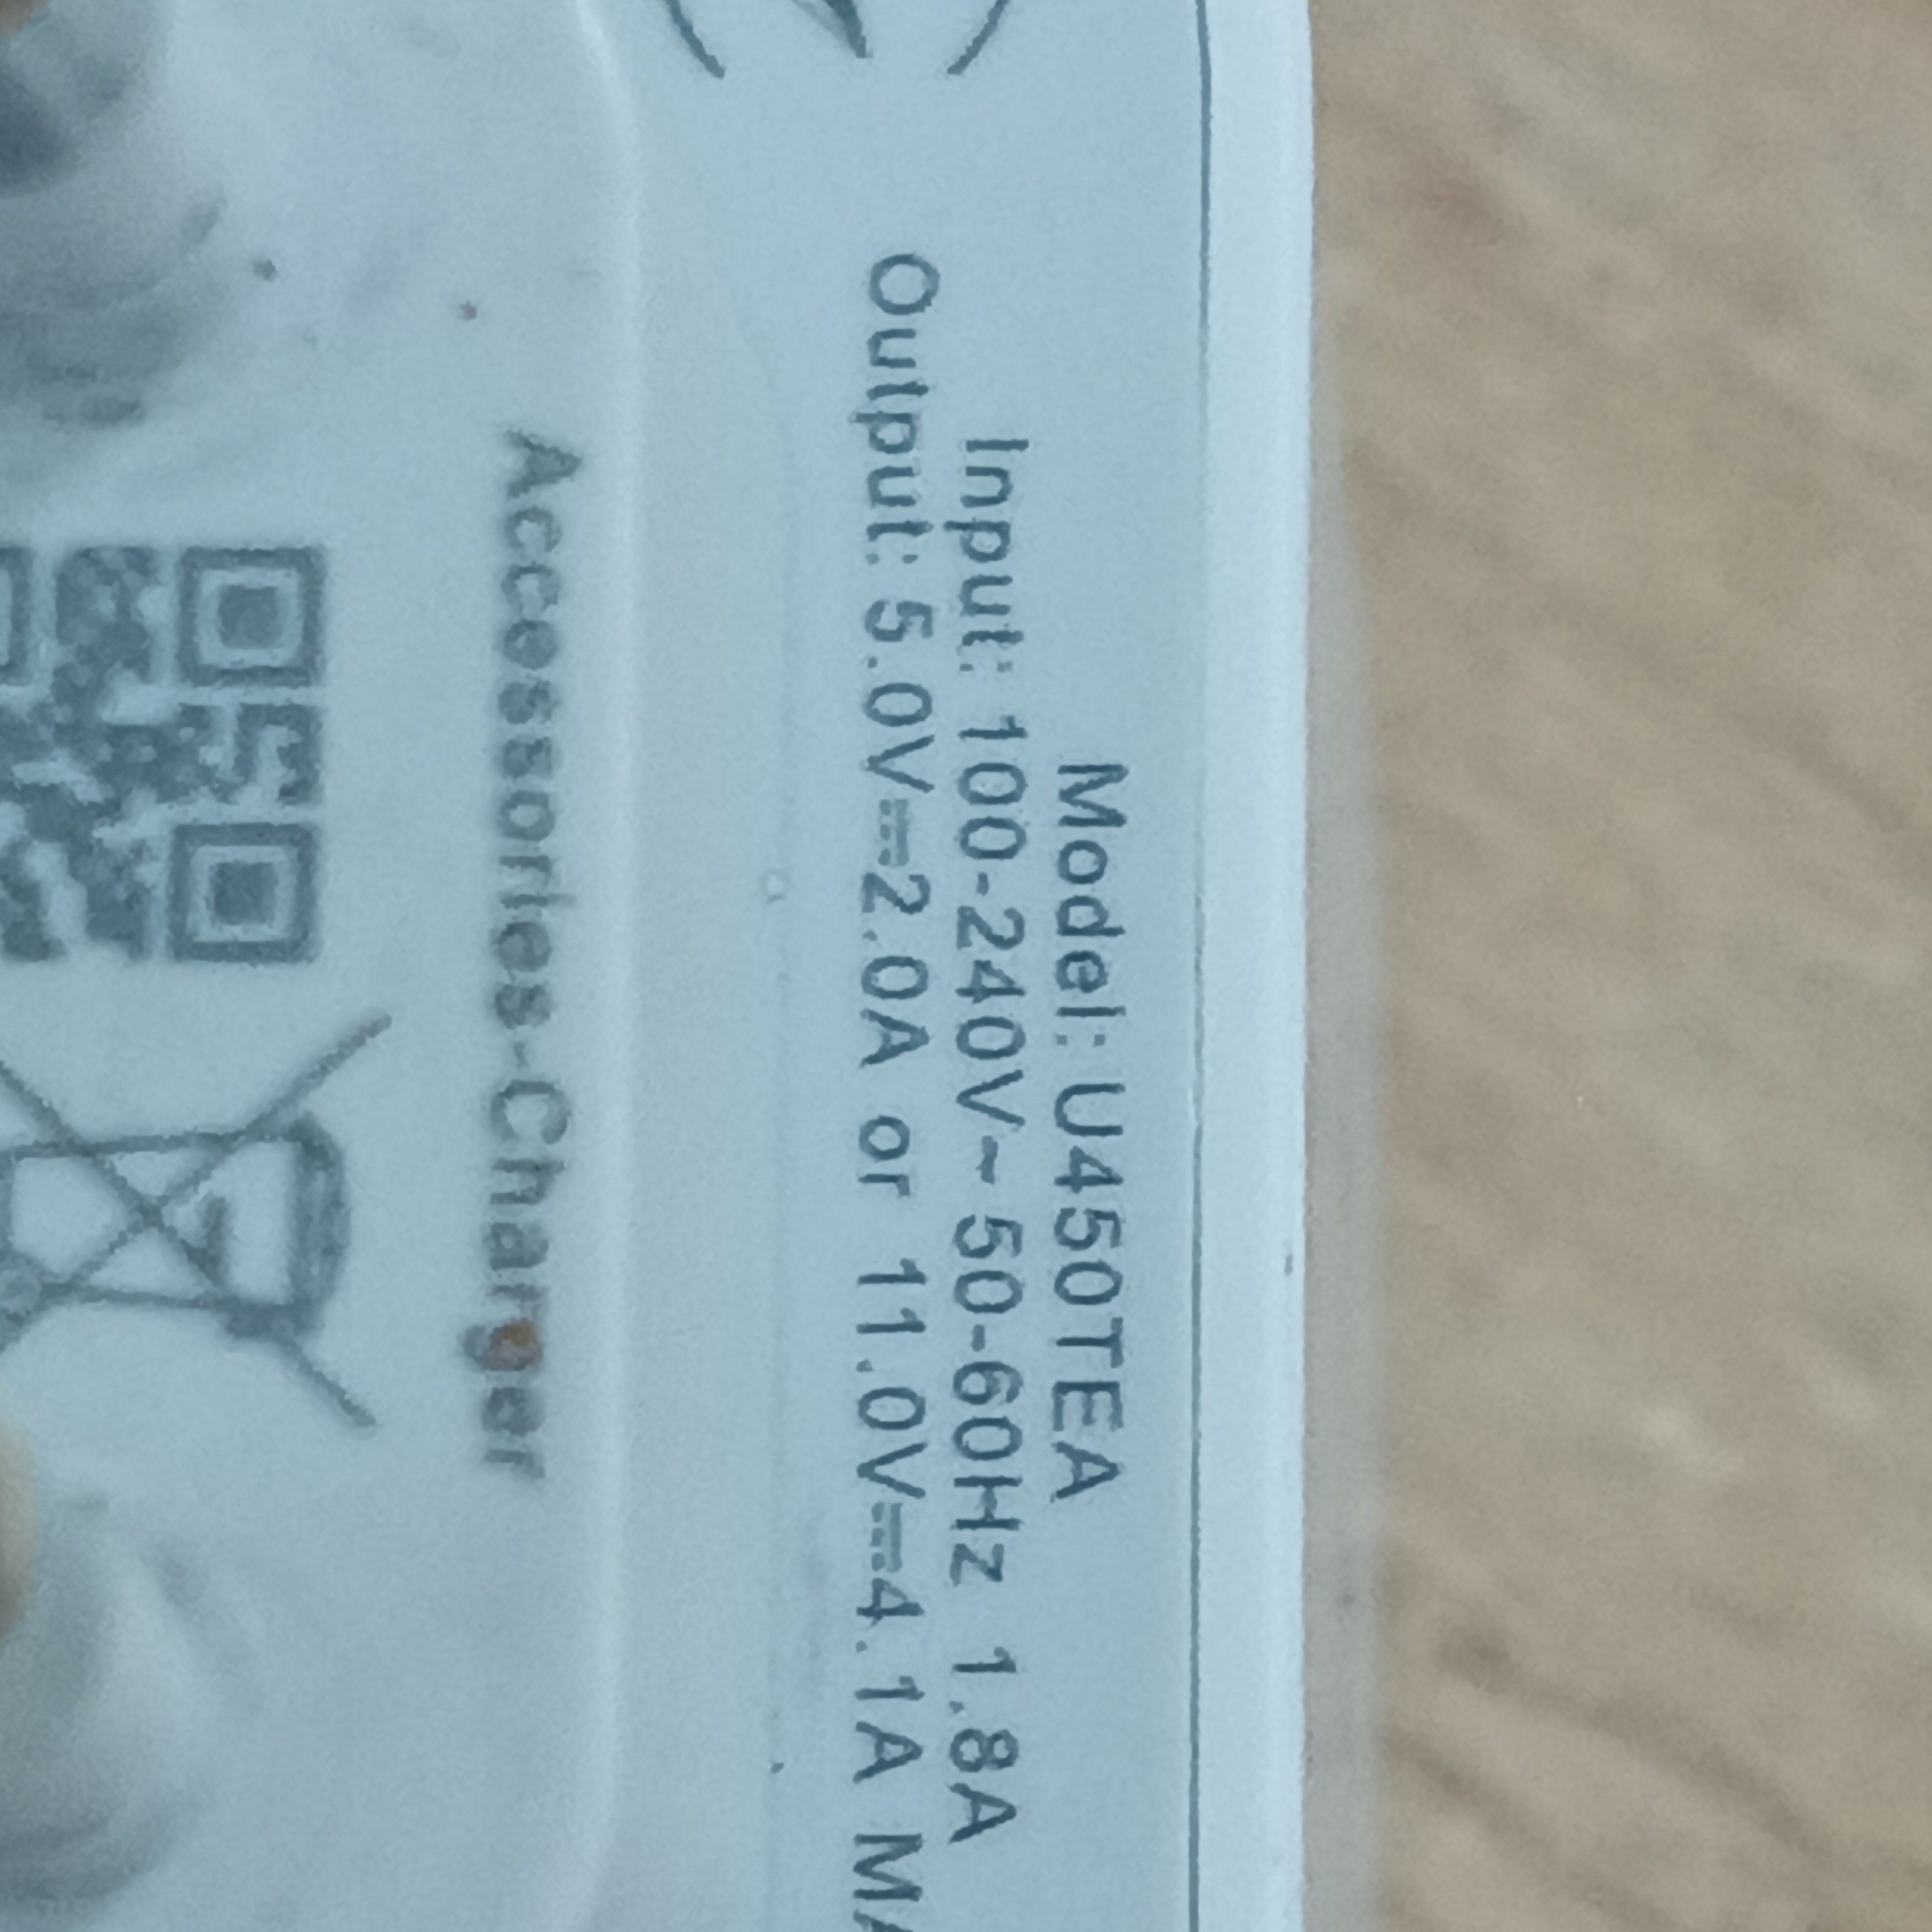 Model: U450TEA
Input: 100-240V~ 50-60Hz 1.8A
Output: 5.0V⎓2.0A or 11.0V⎓4.1A MA
Accessories-Charger